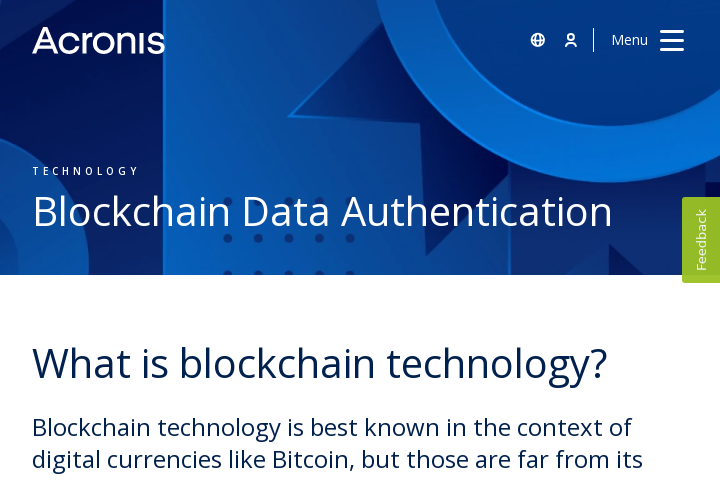 Acronis
Menu
TECHNOLOGY
Blockchain Data Authentication
Feedback
What is blockchain technology?
Blockchain technology is best known in the context of
digital currencies like Bitcoin, but those are far from its